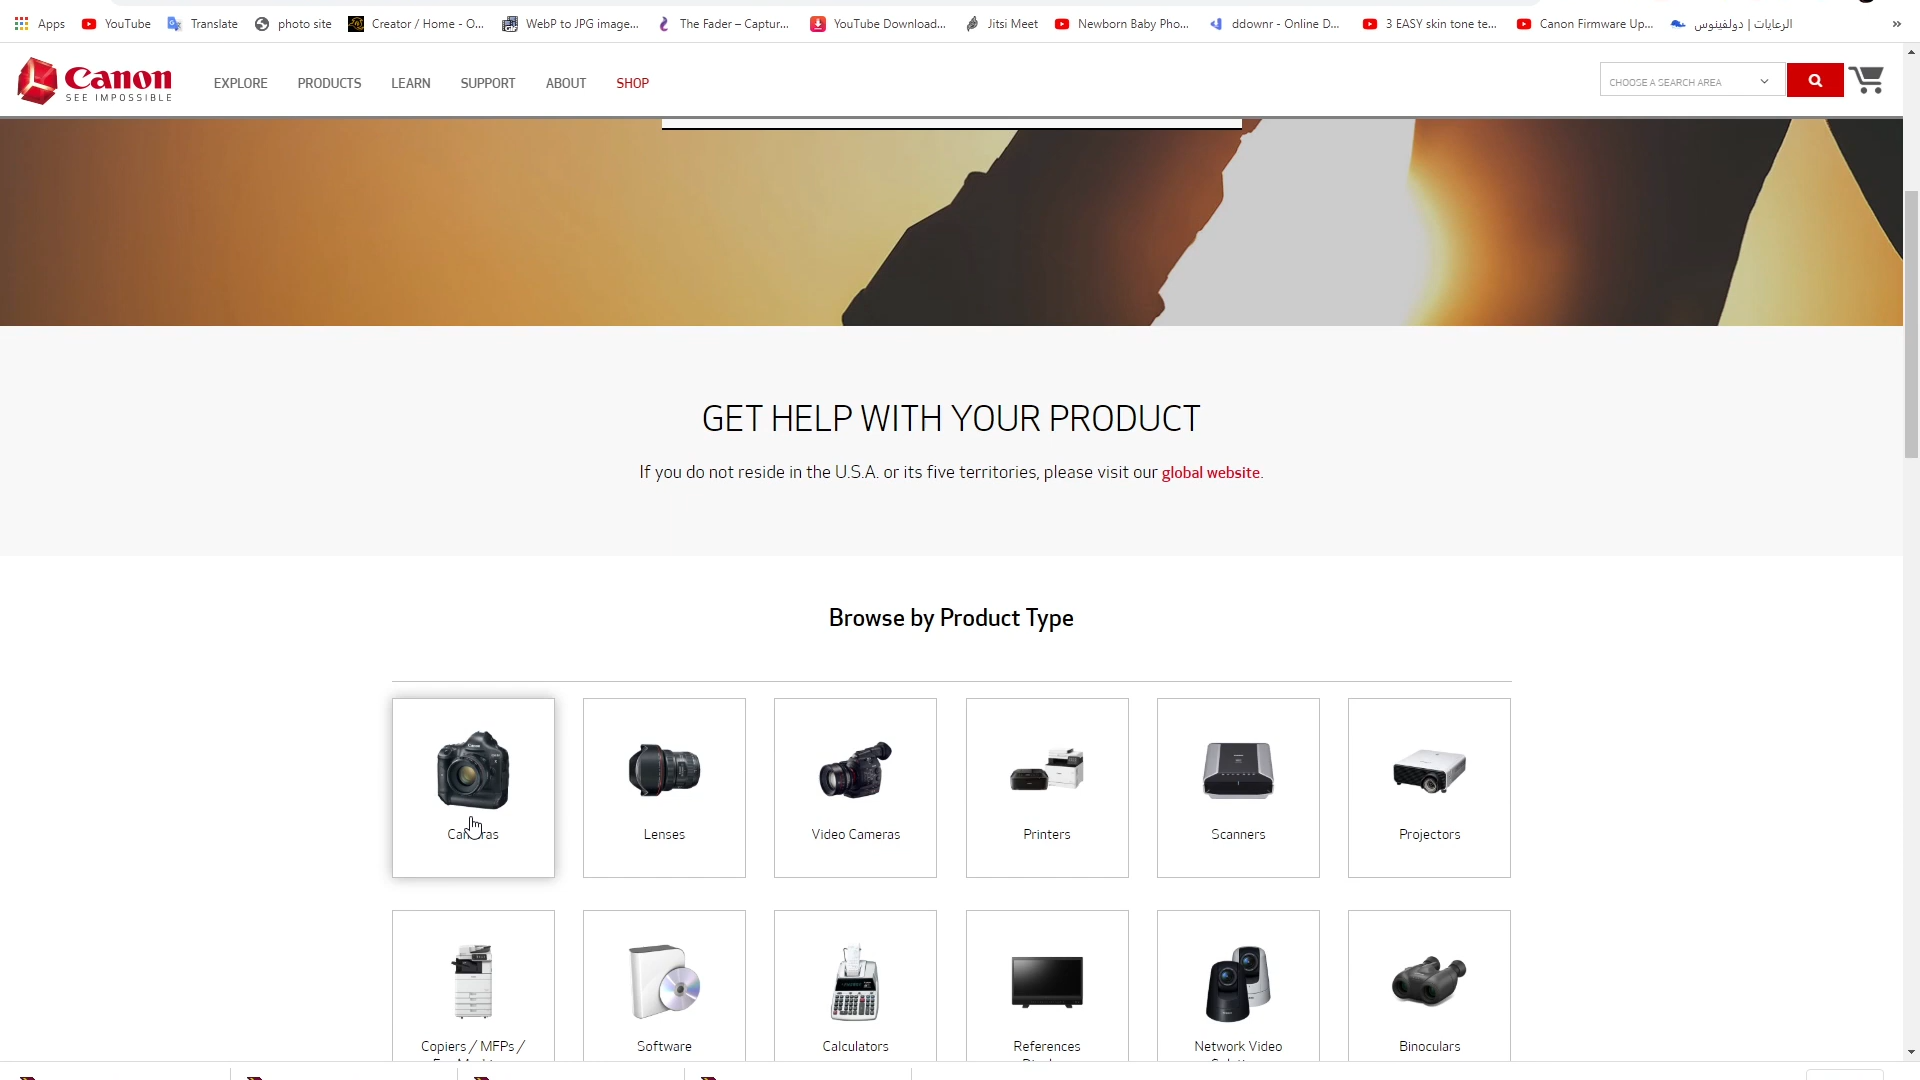 Apps YouTube Translate photo site Creator / Home - O... WebP to JPG image... The Fader – Captur... YouTube Download... Jitsi Meet Newborn Baby Pho... ddownr - Online D... 3 EASY skin tone te... Canon Firmware Up... الرعايات | دولفينوس »
Canon
SEE IMPOSSIBLE
EXPLORE PRODUCTS LEARN SUPPORT ABOUT SHOP
CHOOSE A SEARCH AREA
GET HELP WITH YOUR PRODUCT
If you do not reside in the U.S.A. or its five territories, please visit our global website.
Browse by Product Type
Cameras Lenses Video Cameras Printers Scanners Projectors
Copiers / MFPs / Software Calculators References Network Video Binoculars